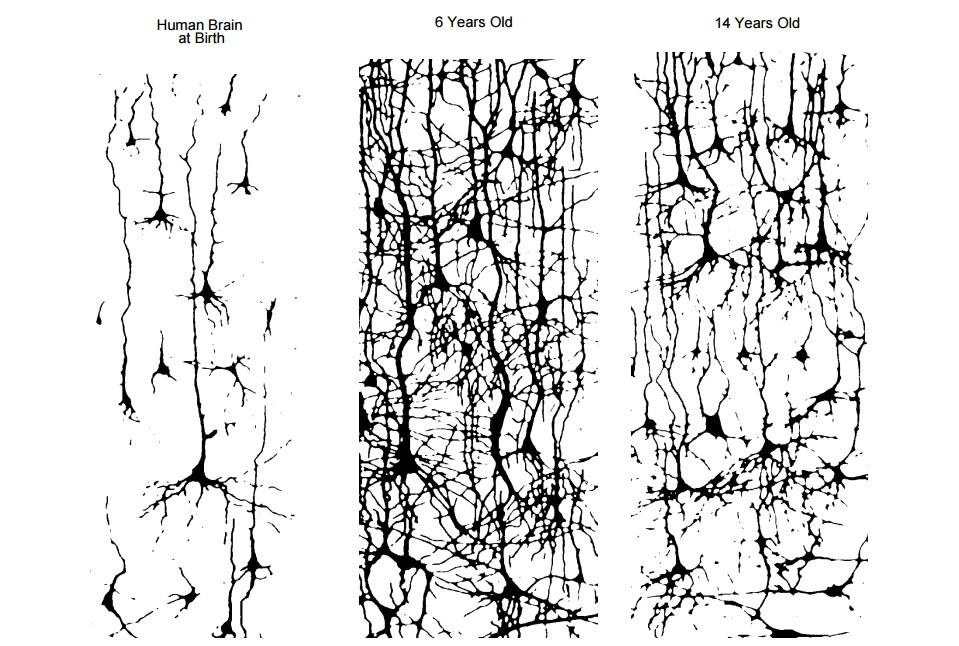 Human Brain
at Birth
6 Years Old
14 Years Old